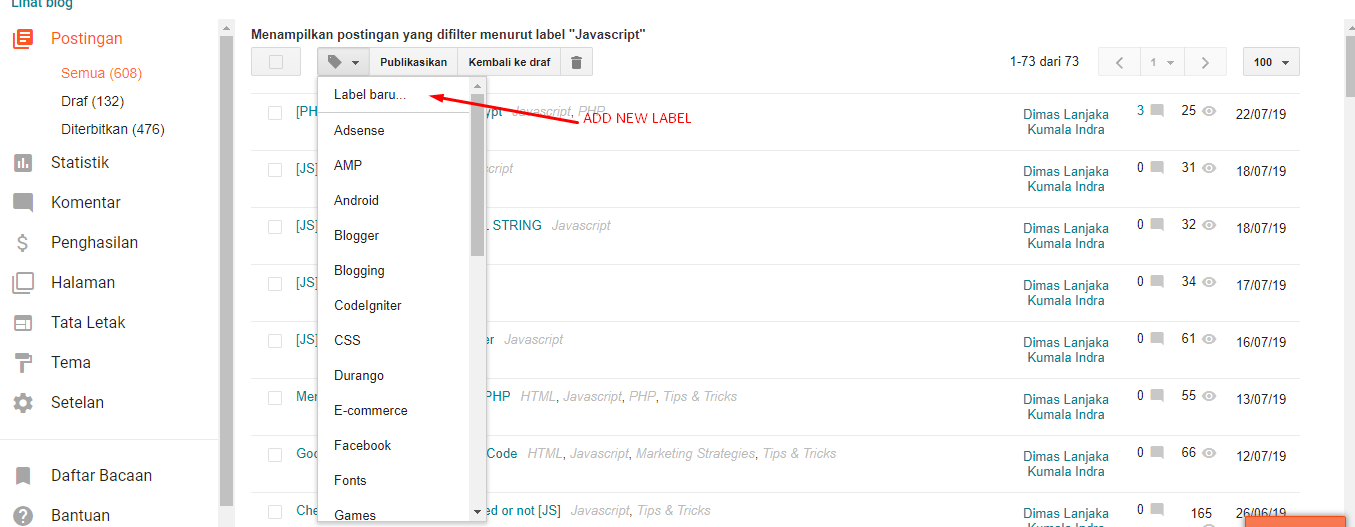 Lihat blog
Postingan
Semua (608)
Draf (132)
Diterbitkan (476)
Statistik
Komentar
Penghasilan
Halaman
Tata Letak
Tema
Setelan
Daftar Bacaan
Bantuan
Menampilkan postingan yang difilter menurut label "Javascript"
Publikasikan
Kembali ke draf
1-73 dari 73
1
100
Label baru...
ADD NEW LABEL
Adsense
AMP
Android
Blogger
Blogging
CodeIgniter
CSS
Durango
E-commerce
Facebook
Fonts
Games
[PH ypt Javascript, PHP
Dimas Lanjaka
Kumala Indra
3 25 22/07/19
[JS] cript
Dimas Lanjaka
Kumala Indra
0 31 18/07/19
[JS] STRING Javascript
Dimas Lanjaka
Kumala Indra
0 32 18/07/19
[JS]
Dimas Lanjaka
Kumala Indra
0 34 17/07/19
[JS] er Javascript
Dimas Lanjaka
Kumala Indra
0 61 16/07/19
Mer PHP HTML, Javascript, PHP, Tips & Tricks
Dimas Lanjaka
Kumala Indra
0 55 13/07/19
Goo Code HTML, Javascript, Marketing Strategies, Tips & Tricks
Dimas Lanjaka
Kumala Indra
0 66 12/07/19
Che ed or not [JS] Javascript, Tips & Tricks
Dimas Lanjaka
Kumala Indra
0 165 26/06/19